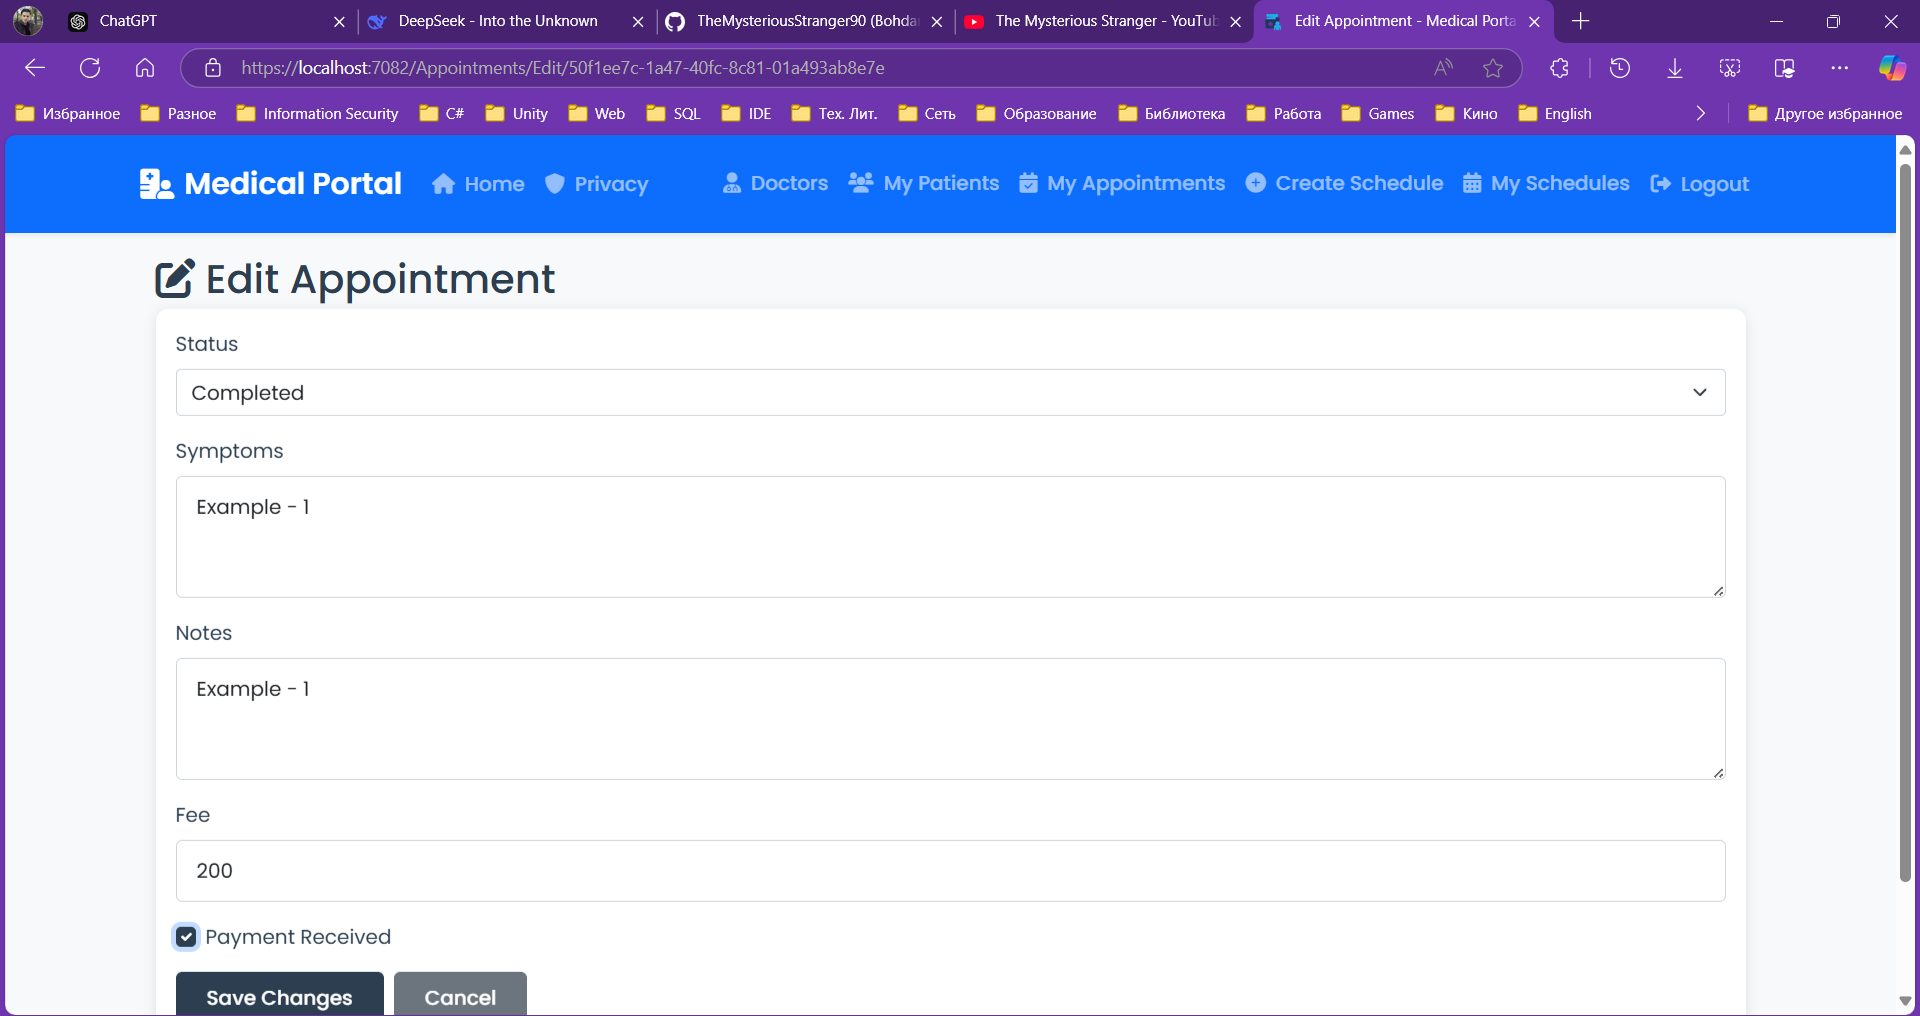 ChatGPT
DeepSeek - Into the Unknown
TheMysteriousStranger90 (Bohda
The Mysterious Stranger - YouTub
Edit Appointment - Medical Porta
https://localhost:7082/Appointments/Edit/50f1ee7c-1a47-40fc-8c81-01a493ab8e7e
Избранное
Разное
Information Security
C#
Unity
Web
SQL
IDE
Тех. Лит.
Сеть
Образование
Библиотека
Работа
Games
Кино
English
Другое избранное
Medical Portal
Home
Privacy
Doctors
My Patients
My Appointments
Create Schedule
My Schedules
Logout
Edit Appointment
Status
Completed
Symptoms
Example - 1
Notes
Example - 1
Fee
200
Payment Received
Save Changes
Cancel